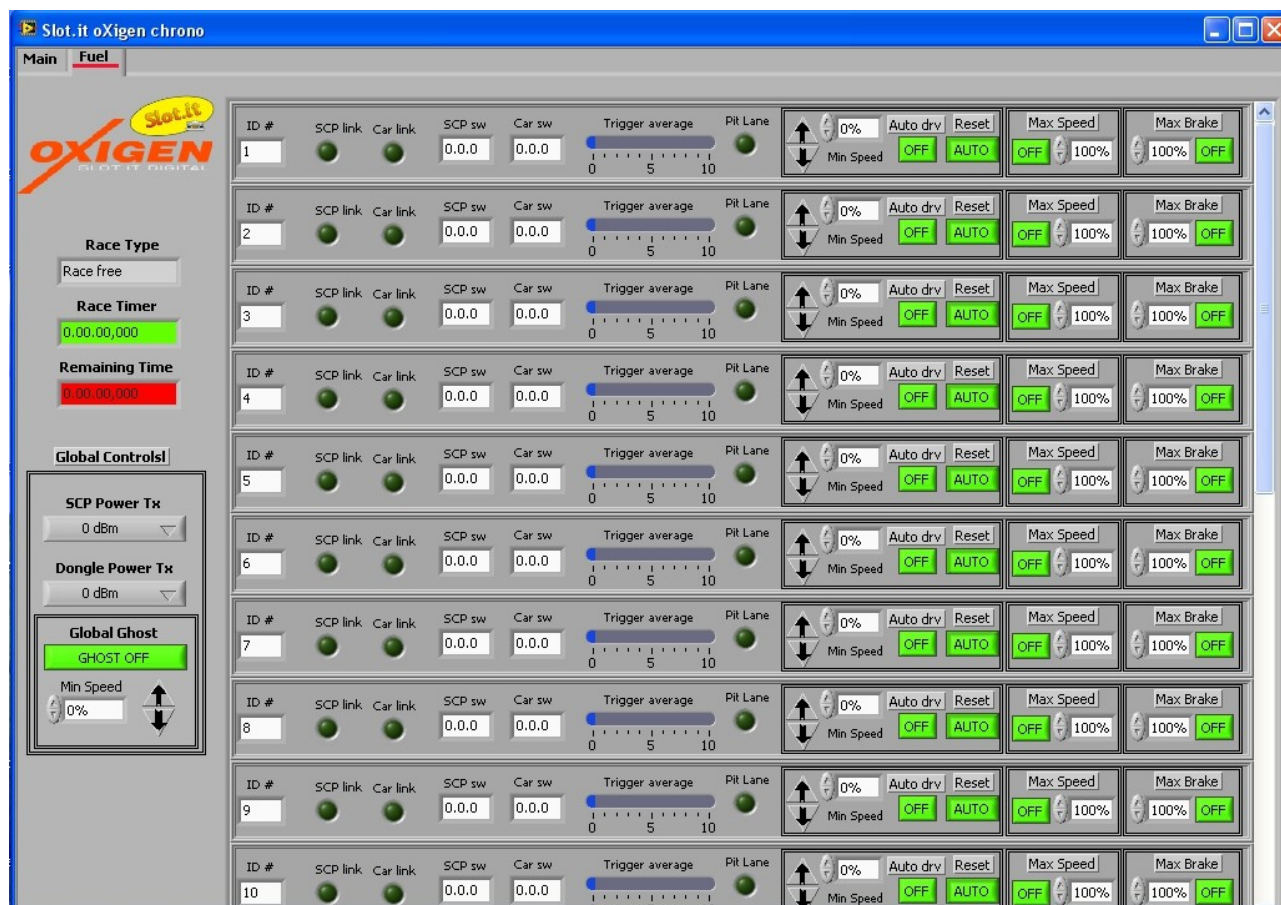 Slot.it oXigen chrono
Main Fuel
Slot.it
OXIGEN
SLOT IT DIGITAL
Race Type
Race free
Race Timer
0.00.00,000
Remaining Time
0.00.00,000
Global Controlsl
SCP Power Tx
0 dBm
Dongle Power Tx
0 dBm
Global Ghost
GHOST OFF
Min Speed
0%
ID # SCP link Car link SCP sw Car sw Trigger average Pit Lane 0% Auto drv Reset Max Speed Max Brake
1 0.0.0 0.0.0 Min Speed OFF AUTO OFF 100% 100% OFF
0 5 10
ID # SCP link Car link SCP sw Car sw Trigger average Pit Lane 0% Auto drv Reset Max Speed Max Brake
2 0.0.0 0.0.0 Min Speed OFF AUTO OFF 100% 100% OFF
0 5 10
ID # SCP link Car link SCP sw Car sw Trigger average Pit Lane 0% Auto drv Reset Max Speed Max Brake
3 0.0.0 0.0.0 Min Speed OFF AUTO OFF 100% 100% OFF
0 5 10
ID # SCP link Car link SCP sw Car sw Trigger average Pit Lane 0% Auto drv Reset Max Speed Max Brake
4 0.0.0 0.0.0 Min Speed OFF AUTO OFF 100% 100% OFF
0 5 10
ID # SCP link Car link SCP sw Car sw Trigger average Pit Lane 0% Auto drv Reset Max Speed Max Brake
5 0.0.0 0.0.0 Min Speed OFF AUTO OFF 100% 100% OFF
0 5 10
ID # SCP link Car link SCP sw Car sw Trigger average Pit Lane 0% Auto drv Reset Max Speed Max Brake
6 0.0.0 0.0.0 Min Speed OFF AUTO OFF 100% 100% OFF
0 5 10
ID # SCP link Car link SCP sw Car sw Trigger average Pit Lane 0% Auto drv Reset Max Speed Max Brake
7 0.0.0 0.0.0 Min Speed OFF AUTO OFF 100% 100% OFF
0 5 10
ID # SCP link Car link SCP sw Car sw Trigger average Pit Lane 0% Auto drv Reset Max Speed Max Brake
8 0.0.0 0.0.0 Min Speed OFF AUTO OFF 100% 100% OFF
0 5 10
ID # SCP link Car link SCP sw Car sw Trigger average Pit Lane 0% Auto drv Reset Max Speed Max Brake
9 0.0.0 0.0.0 Min Speed OFF AUTO OFF 100% 100% OFF
0 5 10
ID # SCP link Car link SCP sw Car sw Trigger average Pit Lane 0% Auto drv Reset Max Speed Max Brake
10 0.0.0 0.0.0 Min Speed OFF AUTO OFF 100% 100% OFF